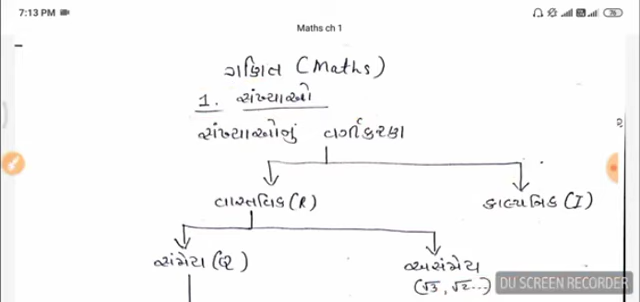 7:13 PM
76
Maths ch 1
ગણિત (Maths)
1. સંખ્યાઓ
સંખ્યાઓનું વર્ગીકરણ
વાસ્તવિક (R) કાલ્પનિક (I)
સંમેય (Q) અસંમેય
(√3, √2...)
DU SCREEN RECORDER